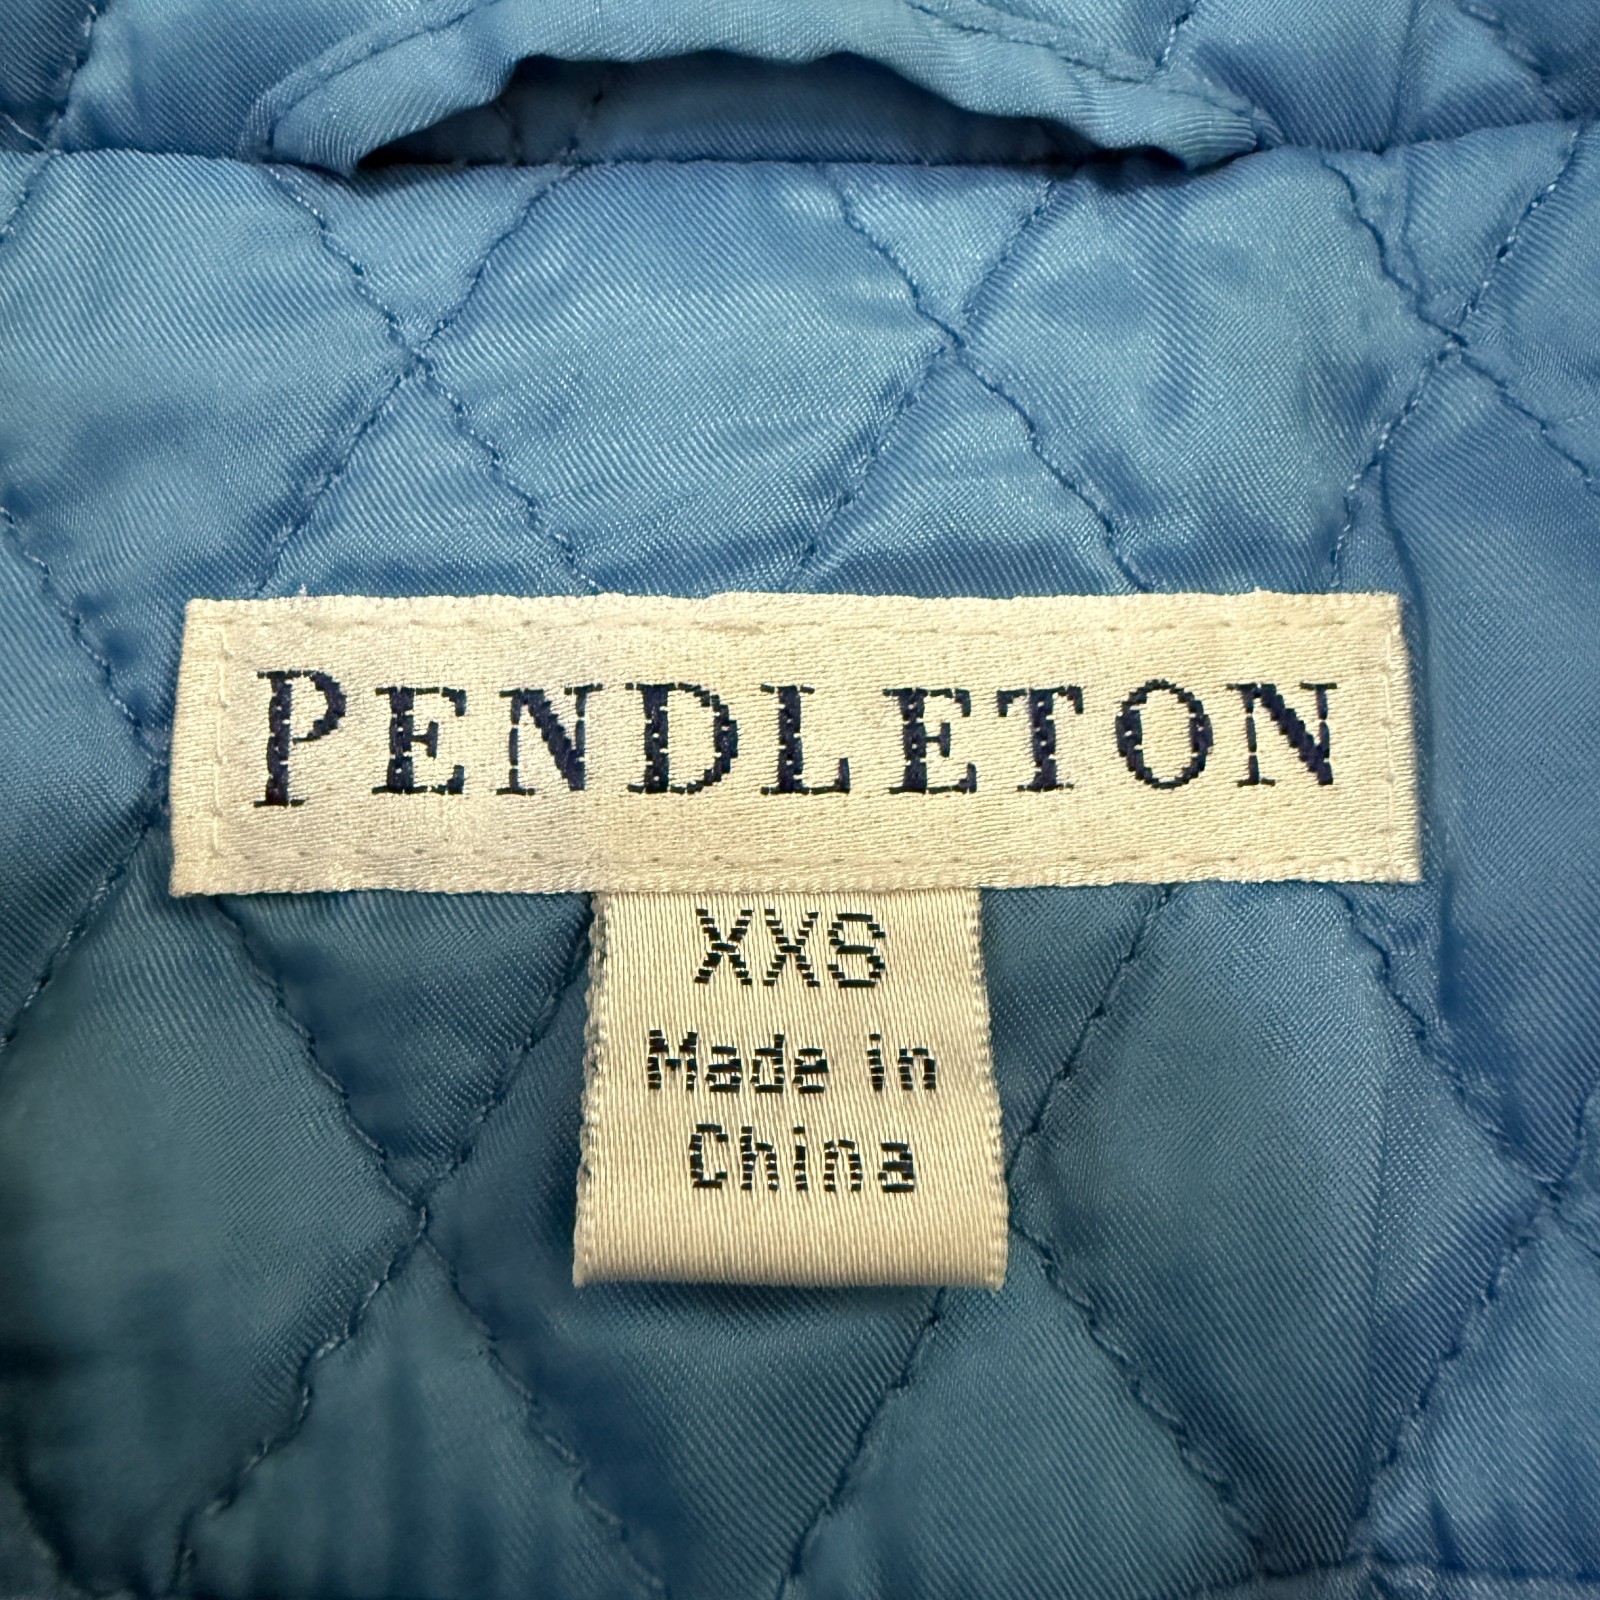 PENDLETON
XXS
Made in
China